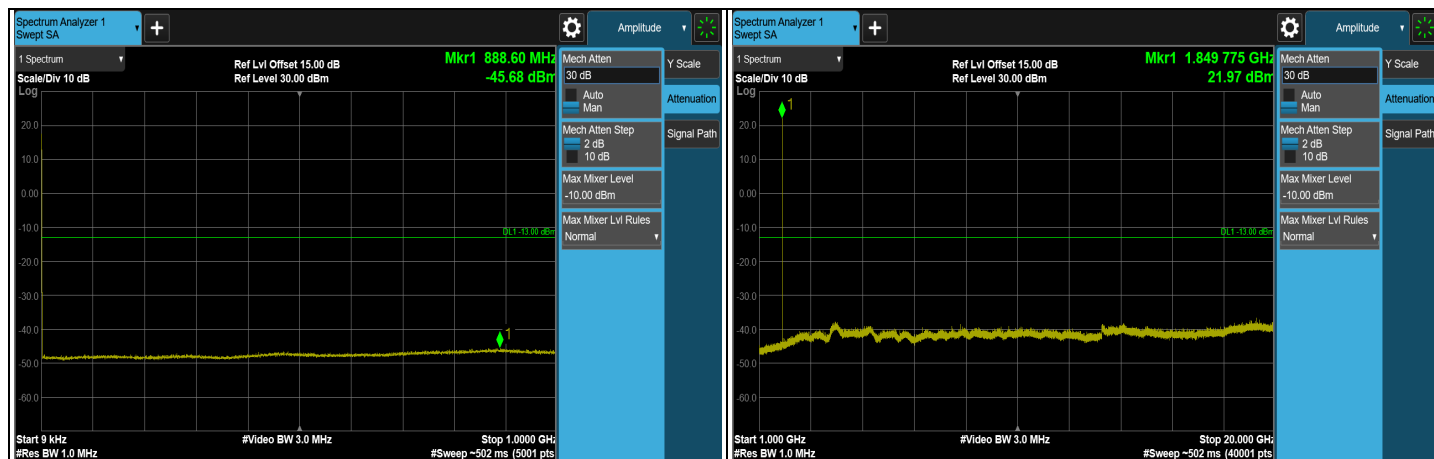 Spectrum Analyzer 1
Swept SA
+
Amplitude
1 Spectrum
Ref Lvl Offset 15.00 dB
Mkr1 888.60 MHz
Scale/Div 10 dB
Ref Level 30.00 dBm
-45.68 dBm
Log
1
20.0
10.0
0.00
-10.0
DL1 -13.00 dBm
-20.0
-30.0
-40.0
-50.0
-60.0
Start 9 kHz
#Video BW 3.0 MHz
Stop 1.0000 GHz
#Res BW 1.0 MHz
#Sweep ~502 ms (5001 pts
Mech Atten
30 dB
Auto
Man
Mech Atten Step
2 dB
10 dB
Max Mixer Level
-10.00 dBm
Max Mixer Lvl Rules
Normal
Y Scale
Attenuation
Signal Path
Spectrum Analyzer 1
Swept SA
+
Amplitude
1 Spectrum
Ref Lvl Offset 15.00 dB
Mkr1 1.849 775 GHz
Scale/Div 10 dB
Ref Level 30.00 dBm
21.97 dBm
Log
1
20.0
10.0
0.00
-10.0
DL1 -13.00 dBm
-20.0
-30.0
-40.0
-50.0
-60.0
Start 1.000 GHz
#Video BW 3.0 MHz
Stop 20.000 GHz
#Res BW 1.0 MHz
#Sweep ~502 ms (40001 pts
Mech Atten
30 dB
Auto
Man
Mech Atten Step
2 dB
10 dB
Max Mixer Level
-10.00 dBm
Max Mixer Lvl Rules
Normal
Y Scale
Attenuation
Signal Path